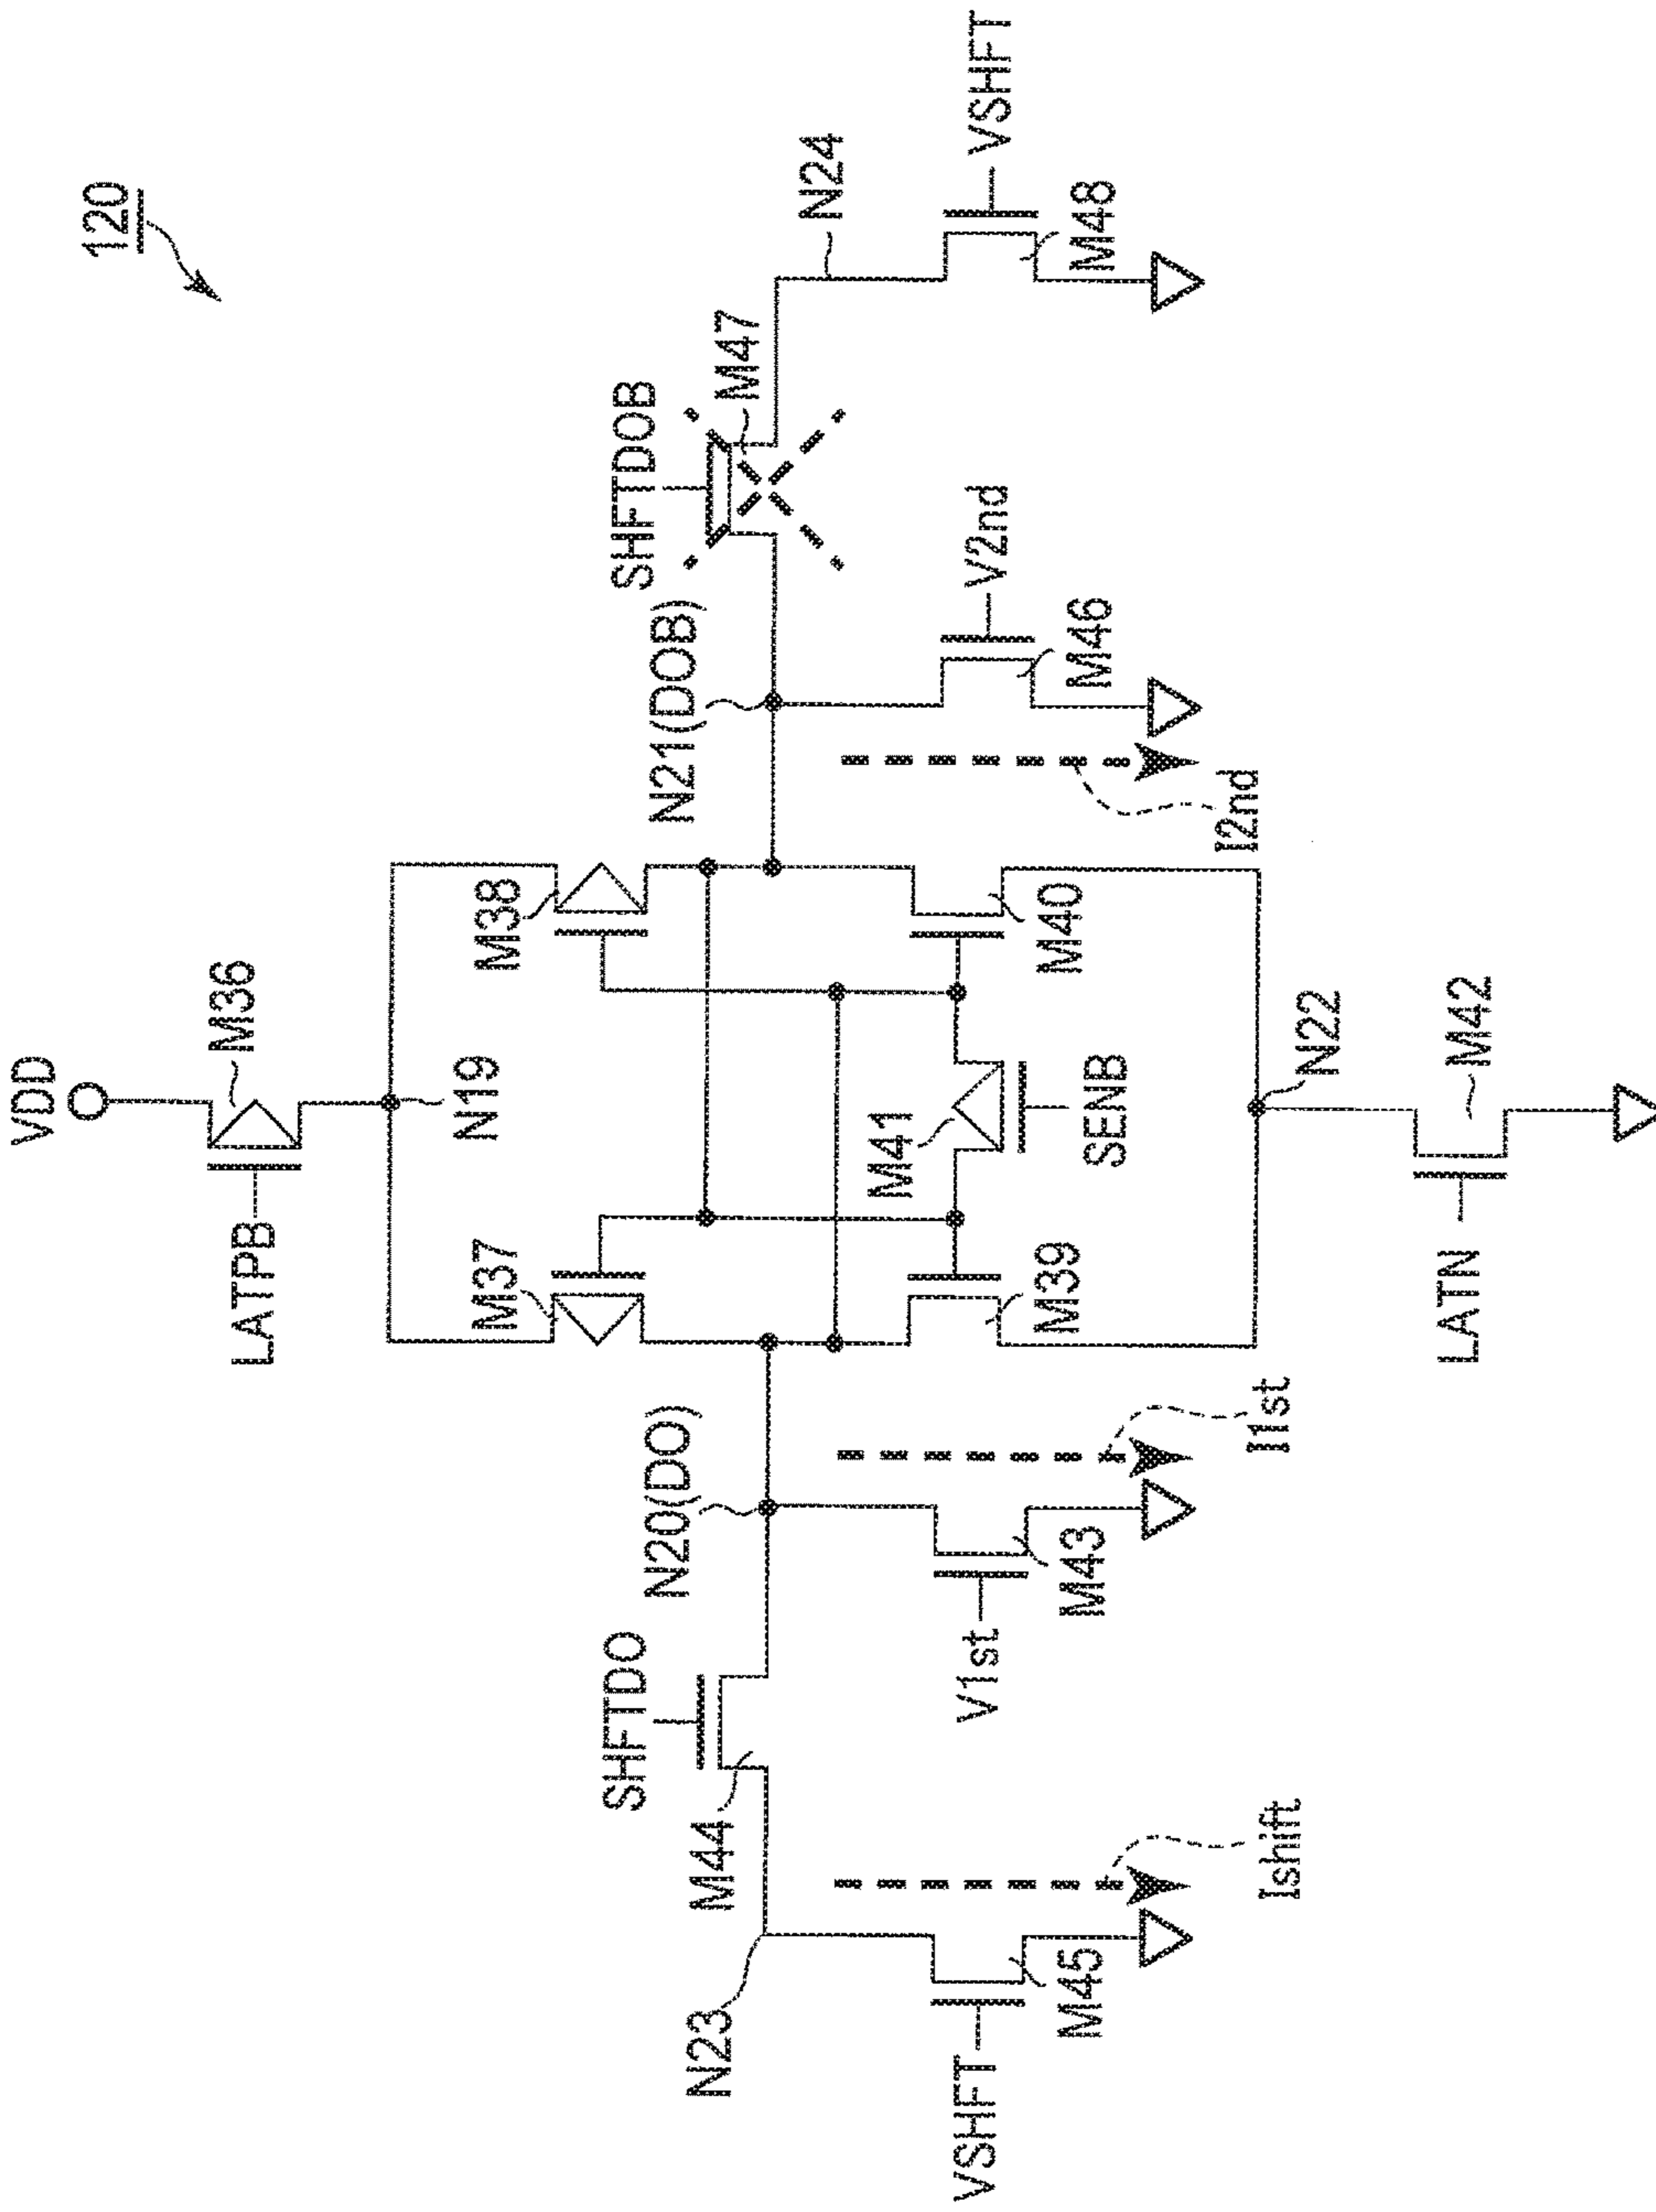 120
VDD
LATPB
M36
N19
M37
M38
SHFTDO
N20(DO)
N21(DOB)
SHFTDOB
M47
N24
M44
N23
M41
SENB
VSHFT
V1st
V2nd
VSHFT
M45
M43
M39
M40
M46
M48
Ishift
I1st
N22
I2nd
LATN
M42